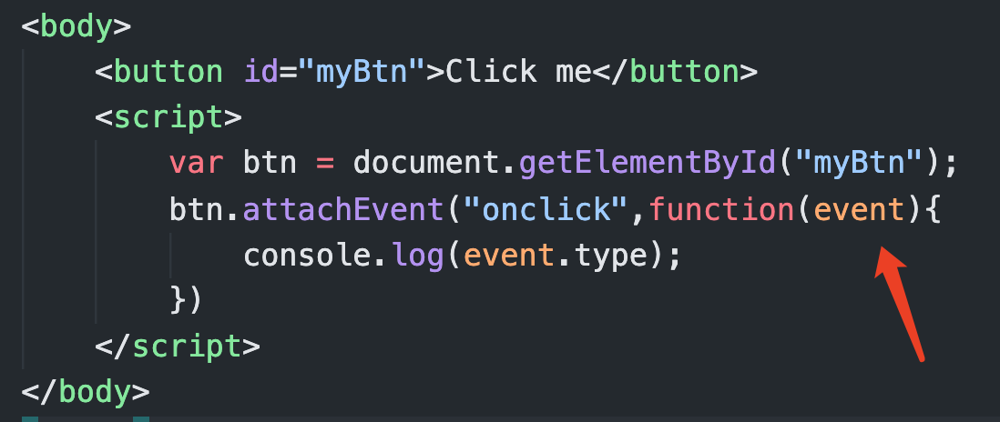 <body>
<button id="myBtn">Click me</button>
<script>
var btn = document.getElementById("myBtn");
btn.attachEvent("onclick",function(event){
console.log(event.type);
})
</script>
</body>